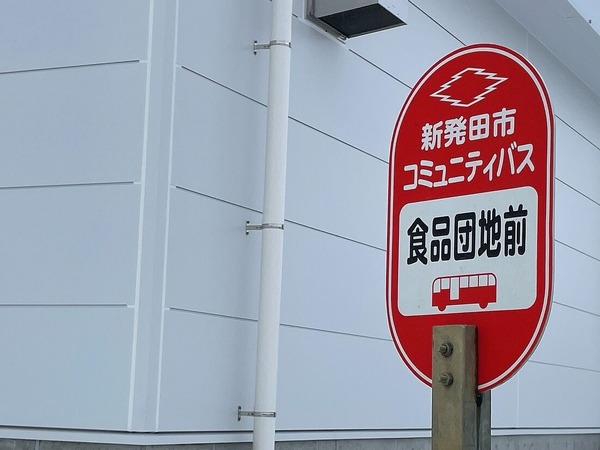 新発田市
コミュニティバス
食品団地前